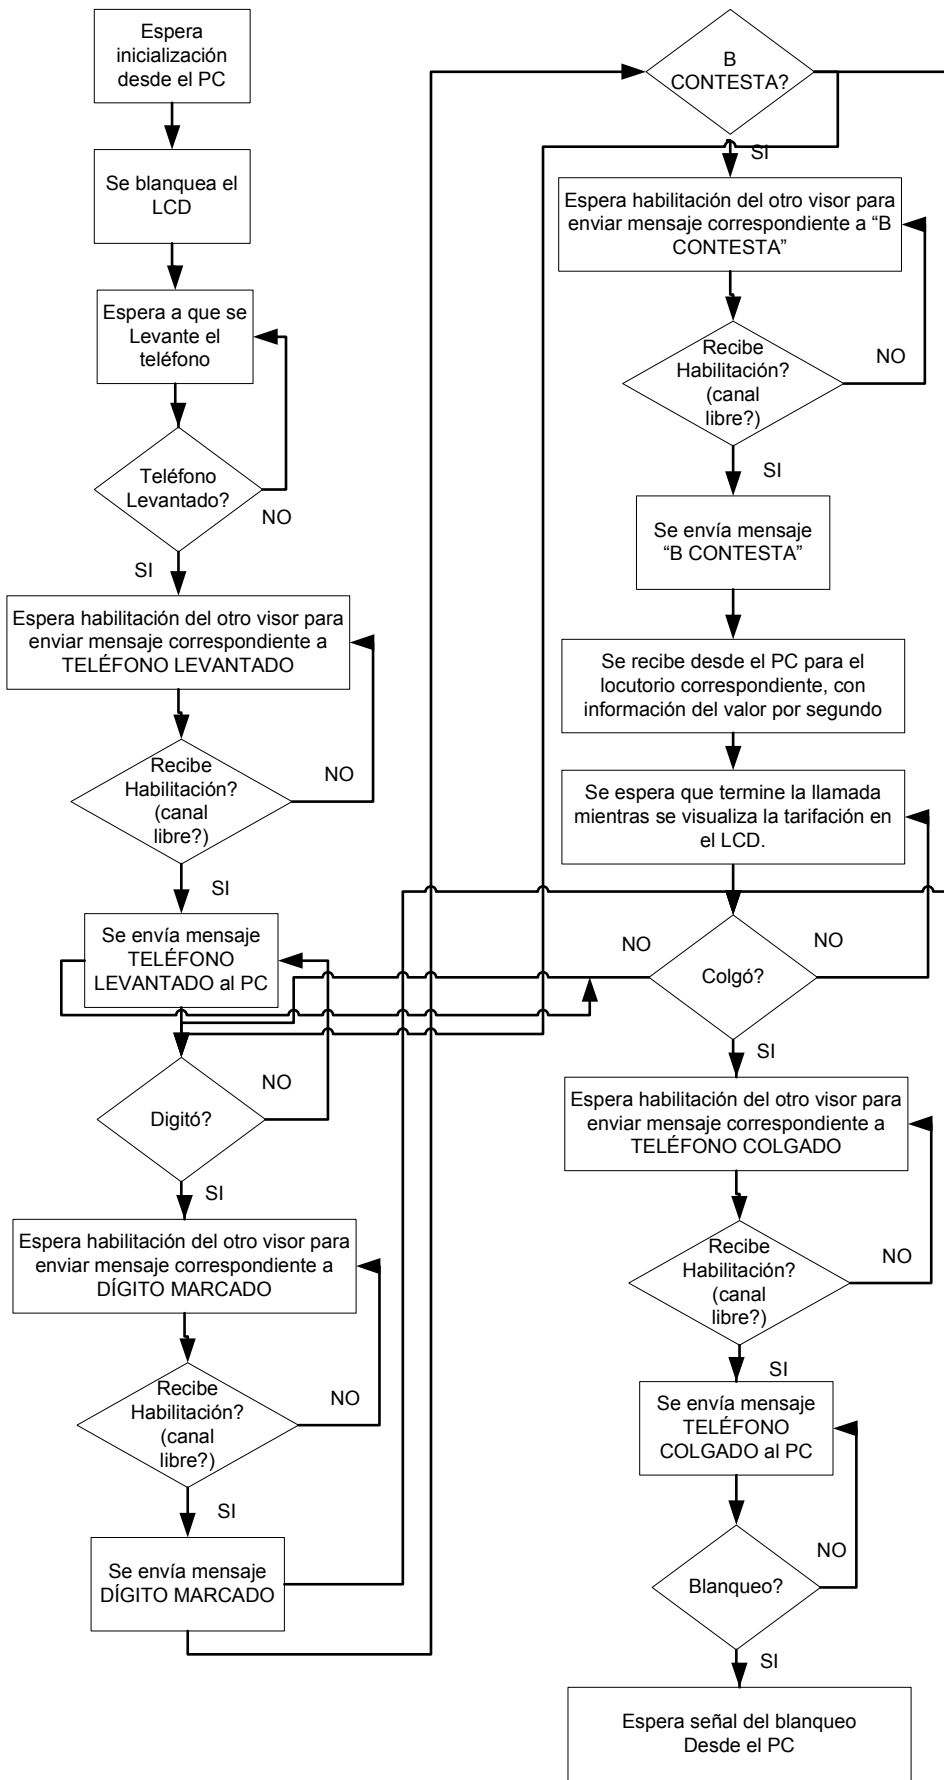 Espera
inicialización
desde el PC
Se blanquea el
LCD
Espera a que se
Levante el
teléfono
Teléfono
Levantado?
NO
SI
Espera habilitación del otro visor para
enviar mensaje correspondiente a
TELÉFONO LEVANTADO
Recibe
Habilitación?
(canal
libre?)
NO
SI
Se envía mensaje
TELÉFONO
LEVANTADO al PC
Digitó?
NO
SI
Espera habilitación del otro visor para
enviar mensaje correspondiente a
DÍGITO MARCADO
Recibe
Habilitación?
(canal
libre?)
NO
SI
Se envía mensaje
DÍGITO MARCADO
B
CONTESTA?
SI
Espera habilitación del otro visor para
enviar mensaje correspondiente a “B
CONTESTA”
Recibe
Habilitación?
(canal
libre?)
NO
SI
Se envía mensaje
“B CONTESTA”
Se recibe desde el PC para el
locutorio correspondiente, con
información del valor por segundo
Se espera que termine la llamada
mientras se visualiza la tarifación en
el LCD.
NO
Colgó?
NO
SI
Espera habilitación del otro visor para
enviar mensaje correspondiente a
TELÉFONO COLGADO
Recibe
Habilitación?
(canal
libre?)
NO
SI
Se envía mensaje
TELÉFONO
COLGADO al PC
Blanqueo?
NO
SI
Espera señal del blanqueo
Desde el PC